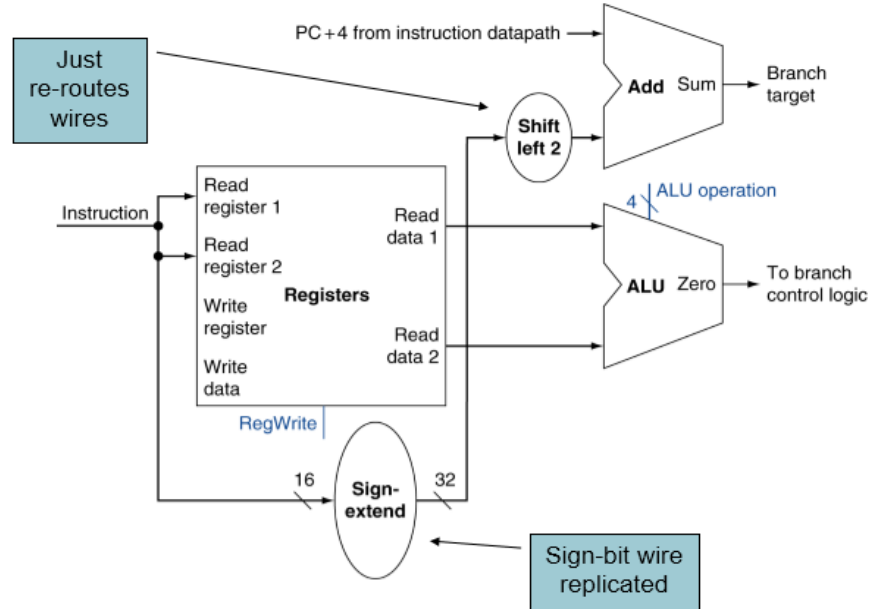 Just
re-routes
wires
PC+4 from instruction datapath
Add Sum
Branch
target
Shift
left 2
4
ALU operation
Instruction
Read
register 1
Read
register 2
Write
register
Write
data
Registers
Read
data 1
Read
data 2
ALU Zero
To branch
control logic
RegWrite
16
Sign-
extend
32
Sign-bit wire
replicated